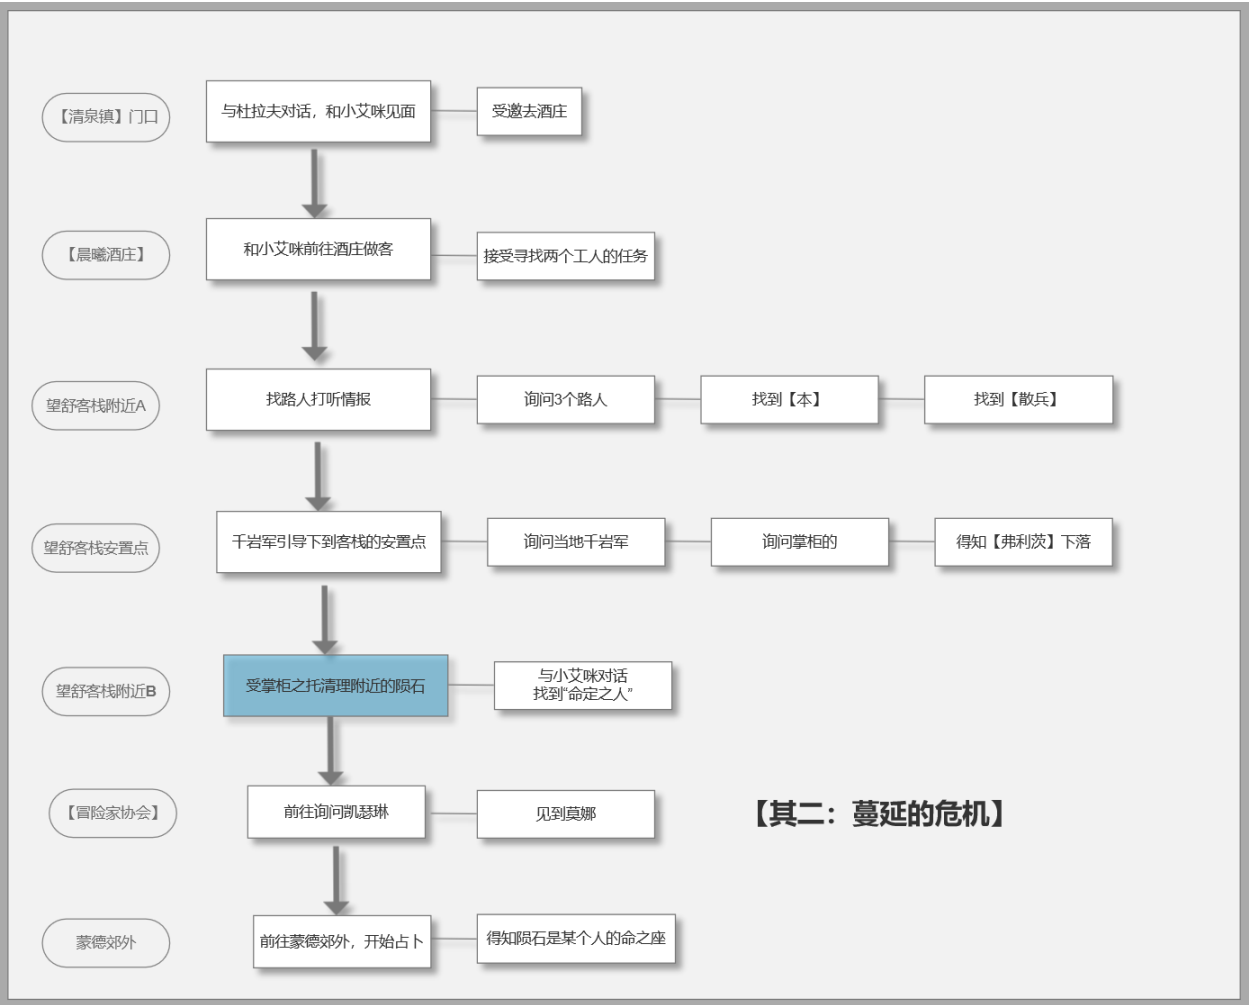 【清泉镇】门口
与杜拉夫对话，和小艾咪见面
受邀去酒庄
【晨曦酒庄】
和小艾咪前往酒庄做客
接受寻找两个工人的任务
望舒客栈附近A
找路人打听情报
询问3个路人
找到【本】
找到【散兵】
望舒客栈安置点
千岩军引导下到客栈的安置点
询问当地千岩军
询问掌柜的
得知【弗利茨】下落
望舒客栈附近B
受掌柜之托清理附近的陨石
与小艾咪对话
找到“命定之人”
【冒险家协会】
前往询问凯瑟琳
见到莫娜
【其二：蔓延的危机】
蒙德郊外
前往蒙德郊外，开始占卜
得知陨石是某个人的命之座